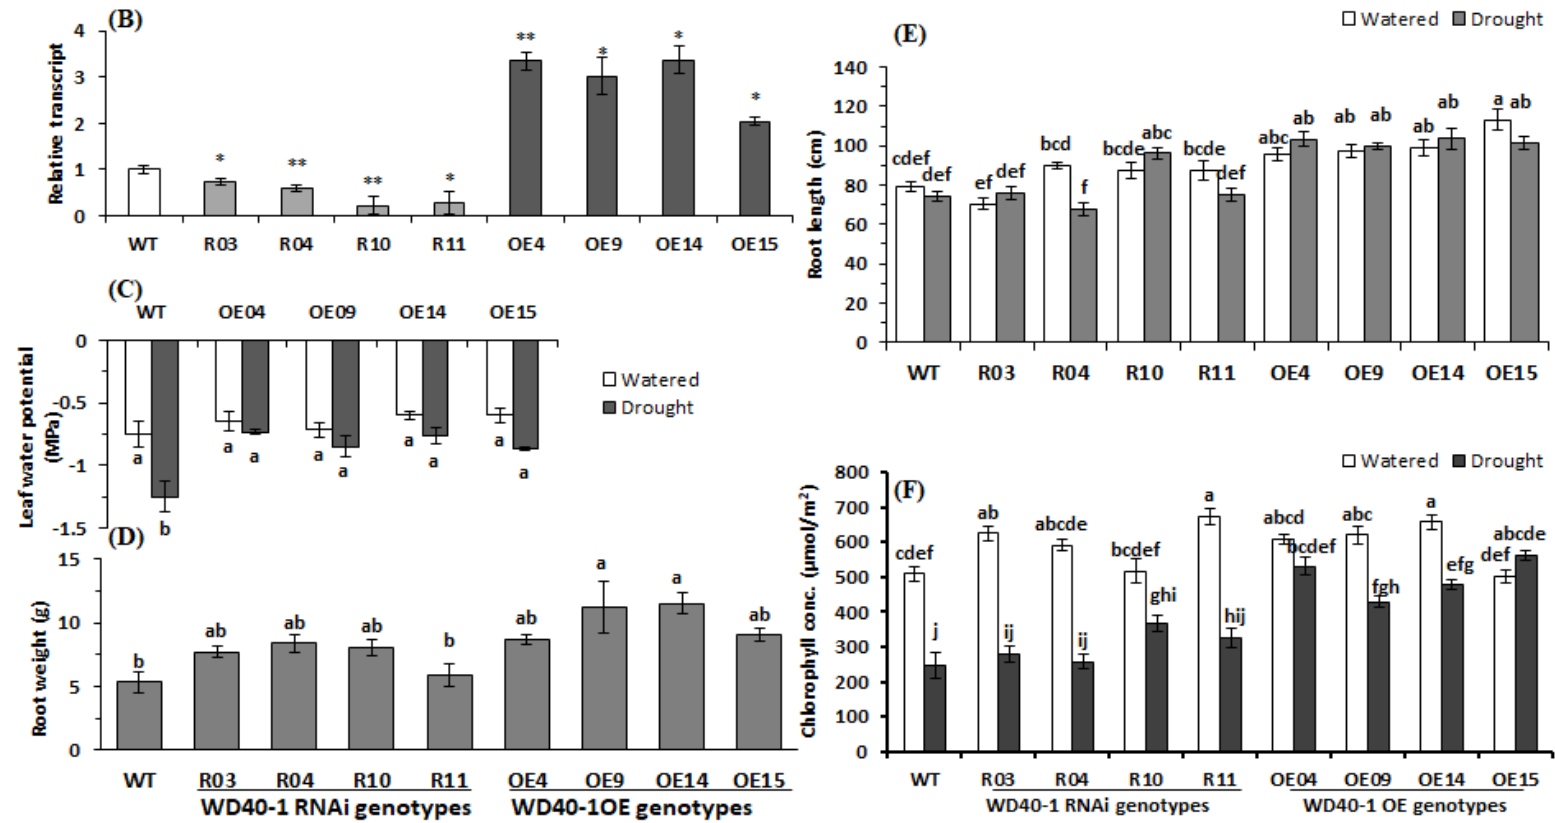 (B)
Relative transcript
4
3
2
1
0
* ** ** * ** * * *
WT R03 R04 R10 R11 OE4 OE9 OE14 OE15
(C)
WT OE04 OE09 OE14 OE15
Leaf water potential
(MPa)
0
-0.5
-1
-1.5
a b a a a a a a a a
Watered
Drought
(D)
Root weight (g)
15
10
5
0
b ab ab ab b ab a a ab
WT R03 R04 R10 R11 OE4 OE9 OE14 OE15
WD40-1 RNAi genotypes WD40-1OE genotypes
Watered Drought
(E)
Root length (cm)
140
120
100
80
60
40
20
0
cdef def ef def bcd f bcde abc bcde def abc ab ab ab ab ab a ab
WT R03 R04 R10 R11 OE4 OE9 OE14 OE15
Watered Drought
(F)
Chlorophyll conc. (µmol/m²)
800
700
600
500
400
300
200
100
0
cdef j ab ij abcde ij bcdef ghi a hij abcd bcdef abc fgh a efg def abcde
WT R03 R04 R10 R11 OE04 OE09 OE14 OE15
WD40-1 RNAi genotypes WD40-1 OE genotypes